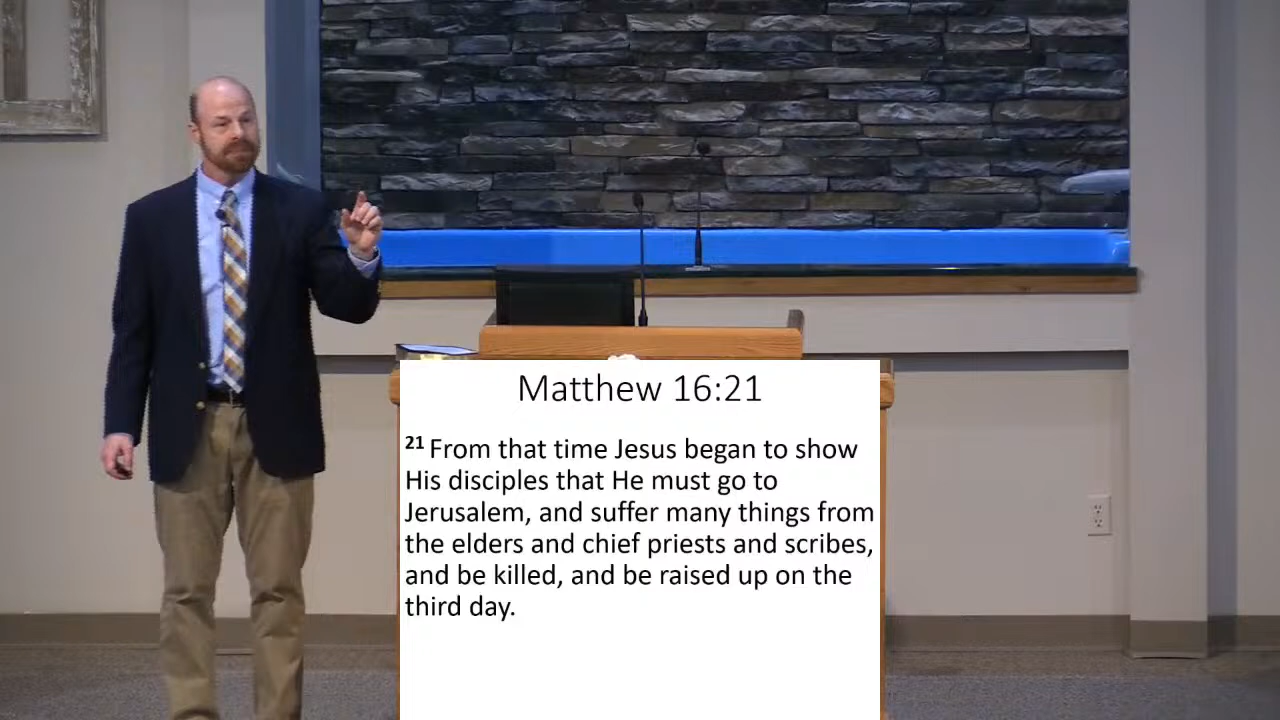 Matthew 16:21
21 From that time Jesus began to show
His disciples that He must go to
Jerusalem, and suffer many things from
the elders and chief priests and scribes,
and be killed, and be raised up on the
third day.